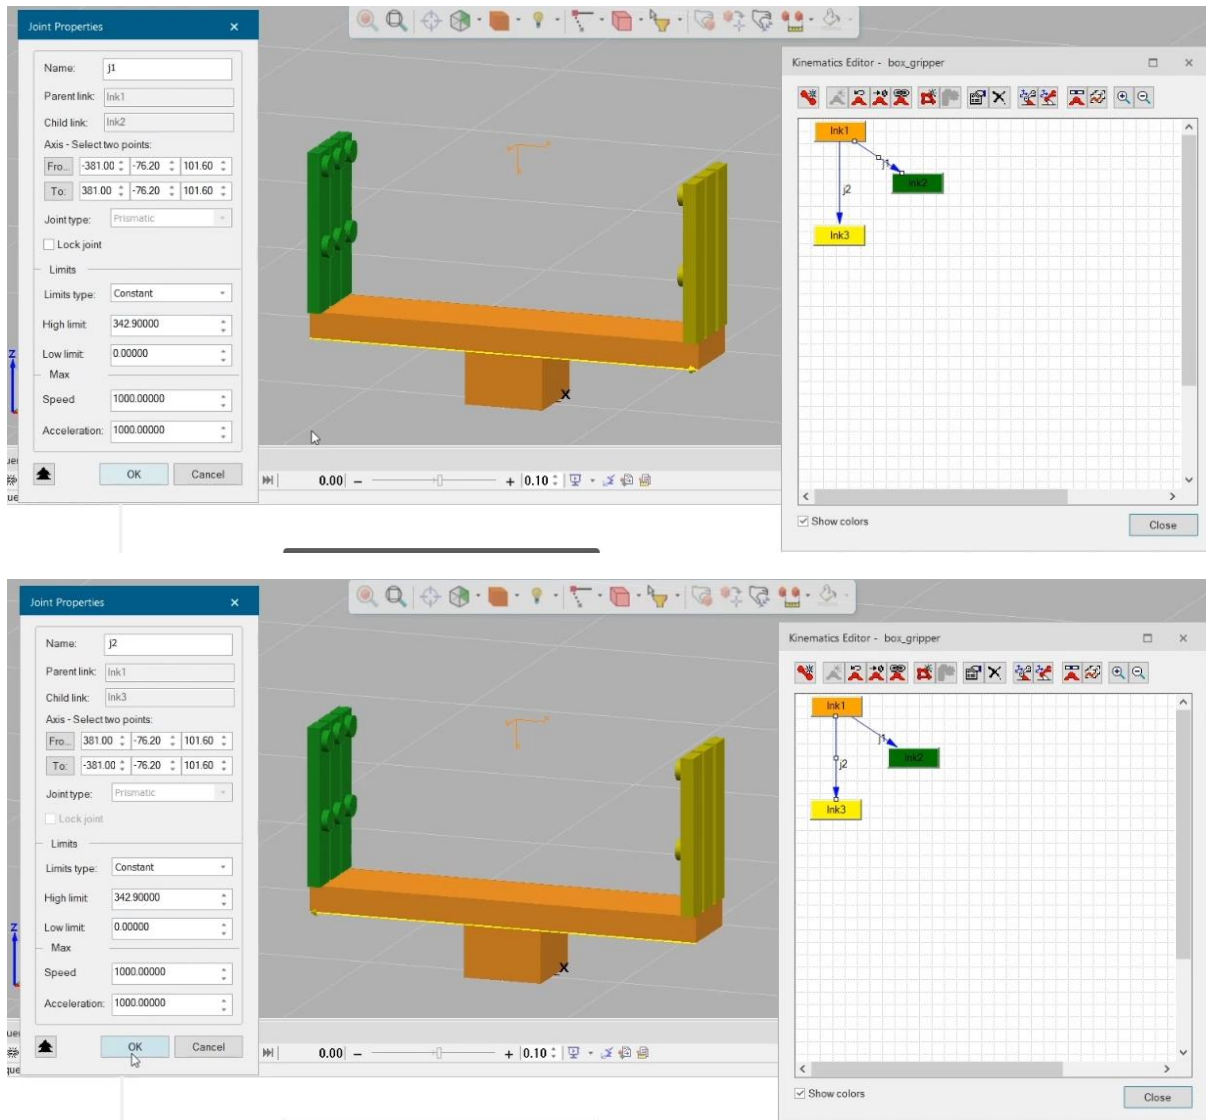 Joint Properties
Name: j1
Parent link: lnk1
Child link: lnk2
Axis - Select two points:
Fro... -381.00 -76.20 101.60
To: 381.00 -76.20 101.60
Joint type: Prismatic
Lock joint
Limits
Limits type: Constant
High limit: 342.90000
Low limit: 0.00000
Max
Speed 1000.00000
Acceleration: 1000.00000
OK Cancel
Z
X
0.00 − + 0.10
Kinematics Editor - box_gripper
lnk1
j1
lnk2
j2
lnk3
Show colors
Close
Joint Properties
Name: j2
Parent link: lnk1
Child link: lnk3
Axis - Select two points:
Fro... 381.00 -76.20 101.60
To: -381.00 -76.20 101.60
Joint type: Prismatic
Lock joint
Limits
Limits type: Constant
High limit: 342.90000
Low limit: 0.00000
Max
Speed 1000.00000
Acceleration: 1000.00000
OK Cancel
Z
X
0.00 − + 0.10
Kinematics Editor - box_gripper
lnk1
j1
lnk2
j2
lnk3
Show colors
Close